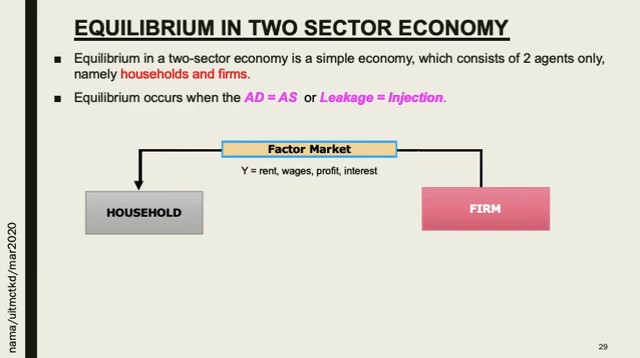 EQUILIBRIUM IN TWO SECTOR ECONOMY
■ Equilibrium in a two-sector economy is a simple economy, which consists of 2 agents only,
namely households and firms.
■ Equilibrium occurs when the AD = AS or Leakage = Injection.
Factor Market
Y = rent, wages, profit, interest
HOUSEHOLD
FIRM
nama/uitmctkd/mar2020
29